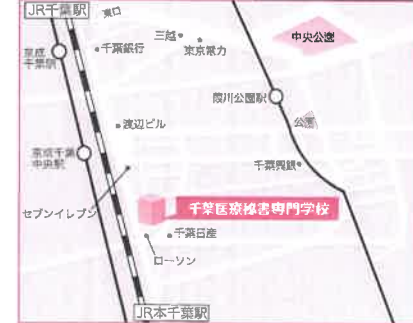 JR千葉駅
東口
三越
中央公園
千葉銀行
東京電力
京成
千葉駅
葭川公園駅
渡辺ビル
公園
京成千葉
中央駅
千葉興銀
セブンイレブン
千葉医療秘書専門学校
千葉日産
ローソン
JR本千葉駅